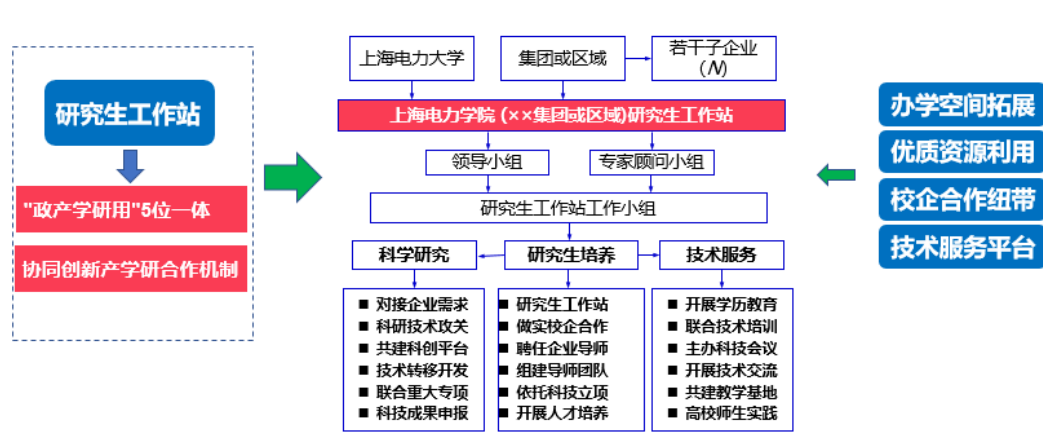 研究生工作站
"政产学研用"5位一体
协同创新产学研合作机制
上海电力大学
集团或区域
若干子企业
(N)
上海电力学院 (××集团或区域)研究生工作站
领导小组
专家顾问小组
研究生工作站工作小组
科学研究
研究生培养
技术服务
■ 对接企业需求
■ 科研技术攻关
■ 共建科创平台
■ 技术转移开发
■ 联合重大专项
■ 科技成果申报
■ 研究生工作站
■ 做实校企合作
■ 聘任企业导师
■ 组建导师团队
■ 依托科技立项
■ 开展人才培养
■ 开展学历教育
■ 联合技术培训
■ 主办科技会议
■ 开展技术交流
■ 共建教学基地
■ 高校师生实践
办学空间拓展
优质资源利用
校企合作纽带
技术服务平台